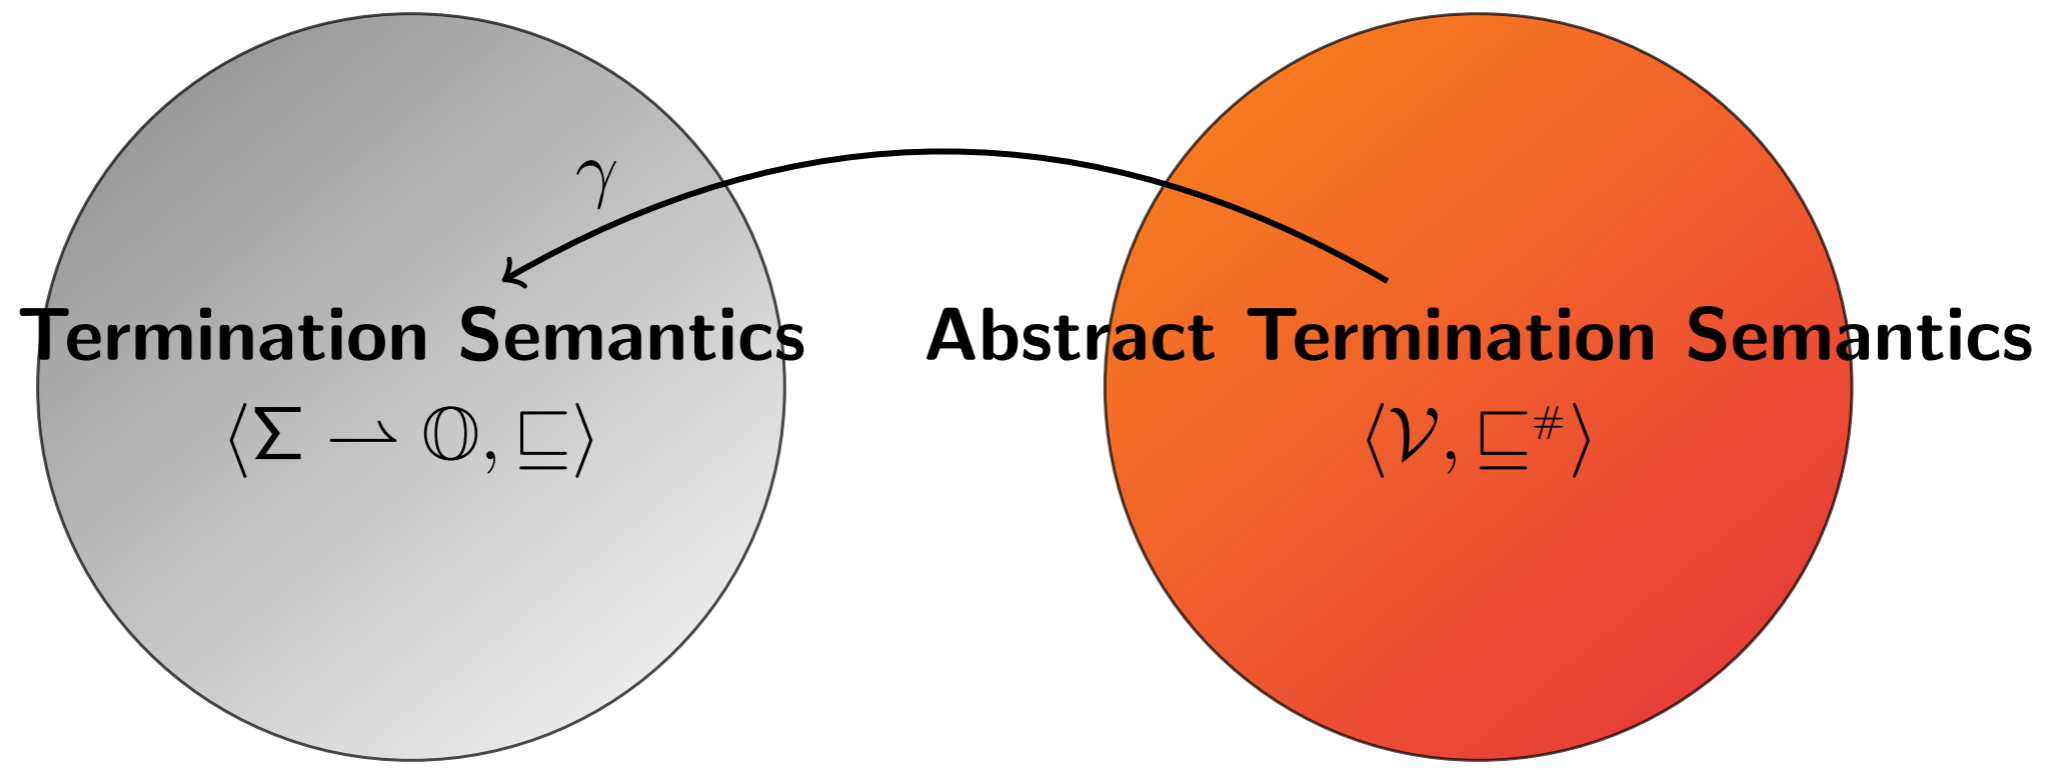 γ
Termination Semantics
⟨Σ ⇀ 𝕆, ⊑⟩
Abstract Termination Semantics
⟨𝒱, ⊑#⟩